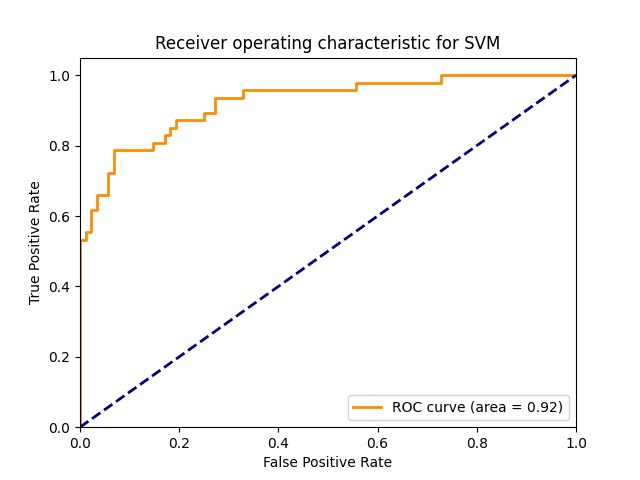 Receiver operating characteristic for SVM
1.0
0.8
0.6
0.4
0.2
0.0
True Positive Rate
ROC curve (area = 0.92)
0.0 0.2 0.4 0.6 0.8 1.0
False Positive Rate